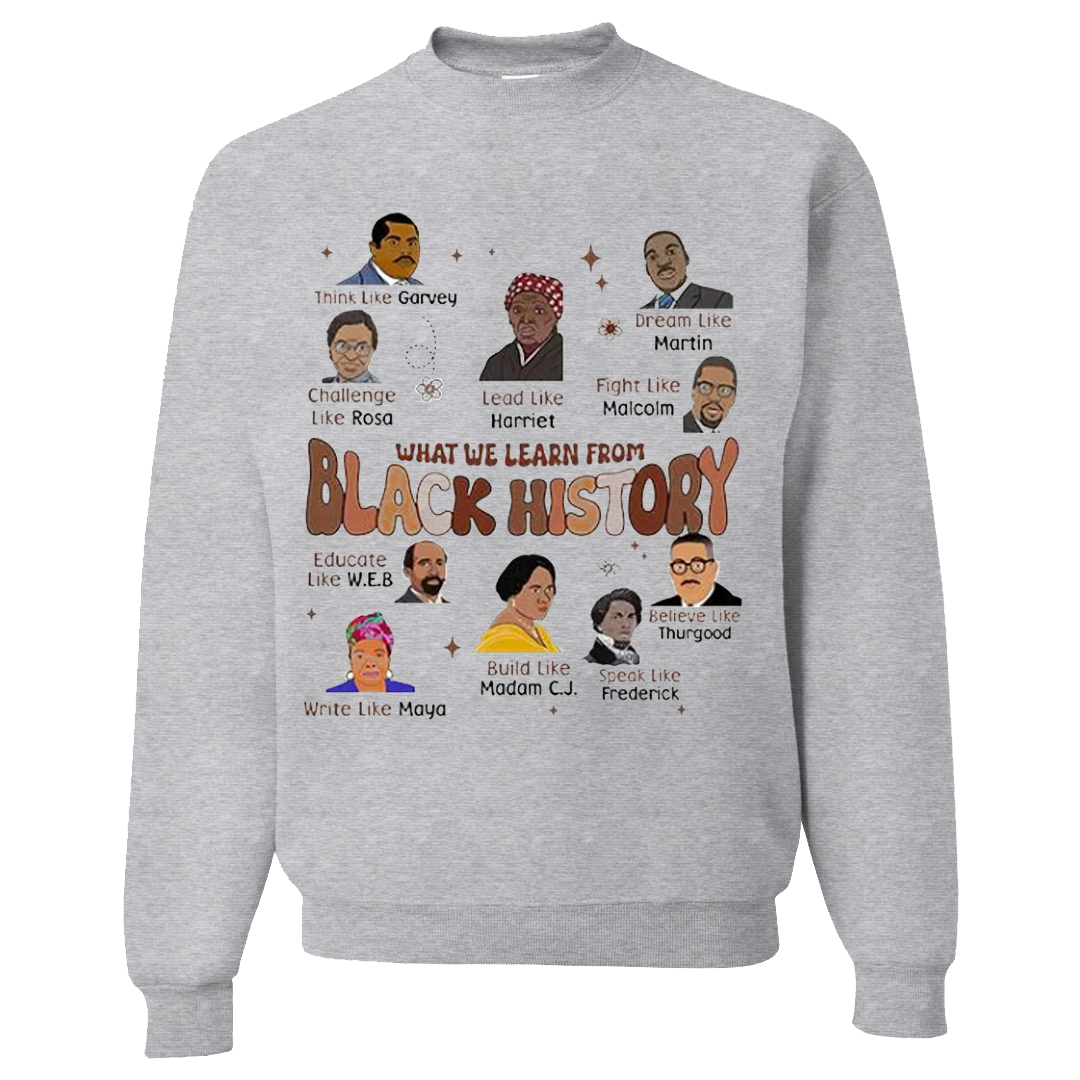 Think Like Garvey
Dream Like
Martin
Challenge
Like Rosa
Lead Like
Harriet
Fight Like
Malcolm
WHAT WE LEARN FROM
BLACK HISTORY
Educate
Like W.E.B
Believe Like
Thurgood
Build Like
Madam C.J.
Speak Like
Frederick
Write Like Maya